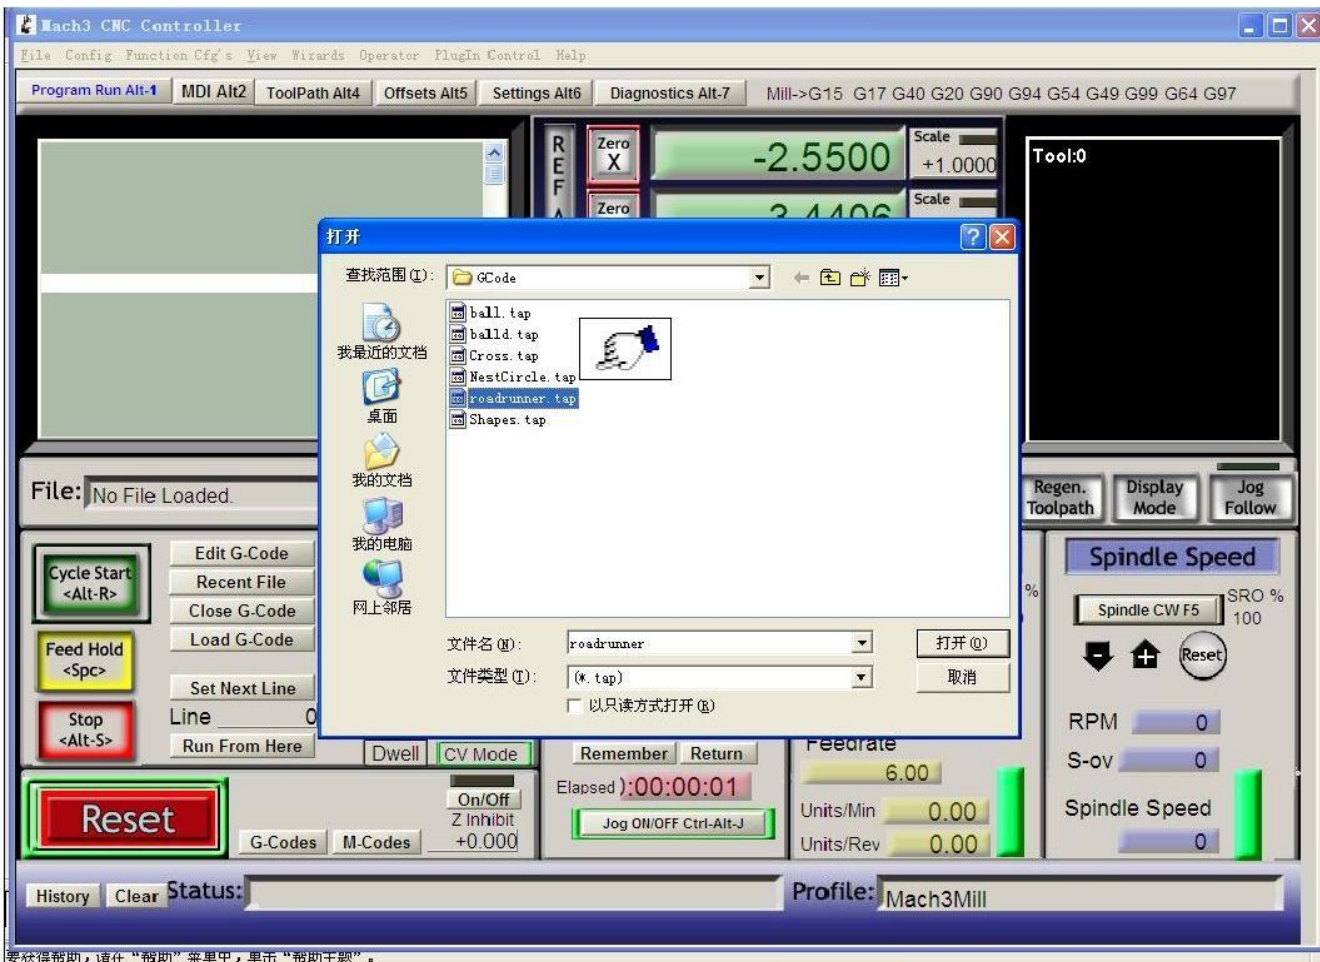 Mach3 CNC Controller
File Config Function Cfg's View Wizards Operator PlugIn Control Help
Program Run Alt-1 MDI Alt2 ToolPath Alt4 Offsets Alt5 Settings Alt6 Diagnostics Alt-7 Mill->G15 G17 G40 G20 G90 G94 G54 G49 G99 G64 G97
R
E
F
Zero
X
-2.5500
Scale
+1.0000
Tool:0
Zero
Scale
打开
查找范围(I):
GCode
ball.tap
balld.tap
Cross.tap
NestCircle.tap
roadrunner.tap
Shapes.tap
我最近的文档
桌面
我的文档
我的电脑
网上邻居
文件名(N):
roadrunner
打开(O)
文件类型(T):
(*.tap)
取消
以只读方式打开(R)
File: No File Loaded.
Regen.
Toolpath
Display
Mode
Jog
Follow
Cycle Start
<Alt-R>
Feed Hold
<Spc>
Stop
<Alt-S>
Edit G-Code
Recent File
Close G-Code
Load G-Code
Set Next Line
Line 0
Run From Here
Dwell
CV Mode
Remember
Return
Elapsed ):00:00:01
Jog ON/OFF Ctrl-Alt-J
Feedrate
6.00
Units/Min 0.00
Units/Rev 0.00
%
Spindle Speed
Spindle CW F5
SRO %
100
-
+
Reset
RPM 0
S-ov 0
Spindle Speed
0
Reset
G-Codes
M-Codes
On/Off
Z Inhibit
+0.000
History
Clear
Status:
Profile: Mach3Mill